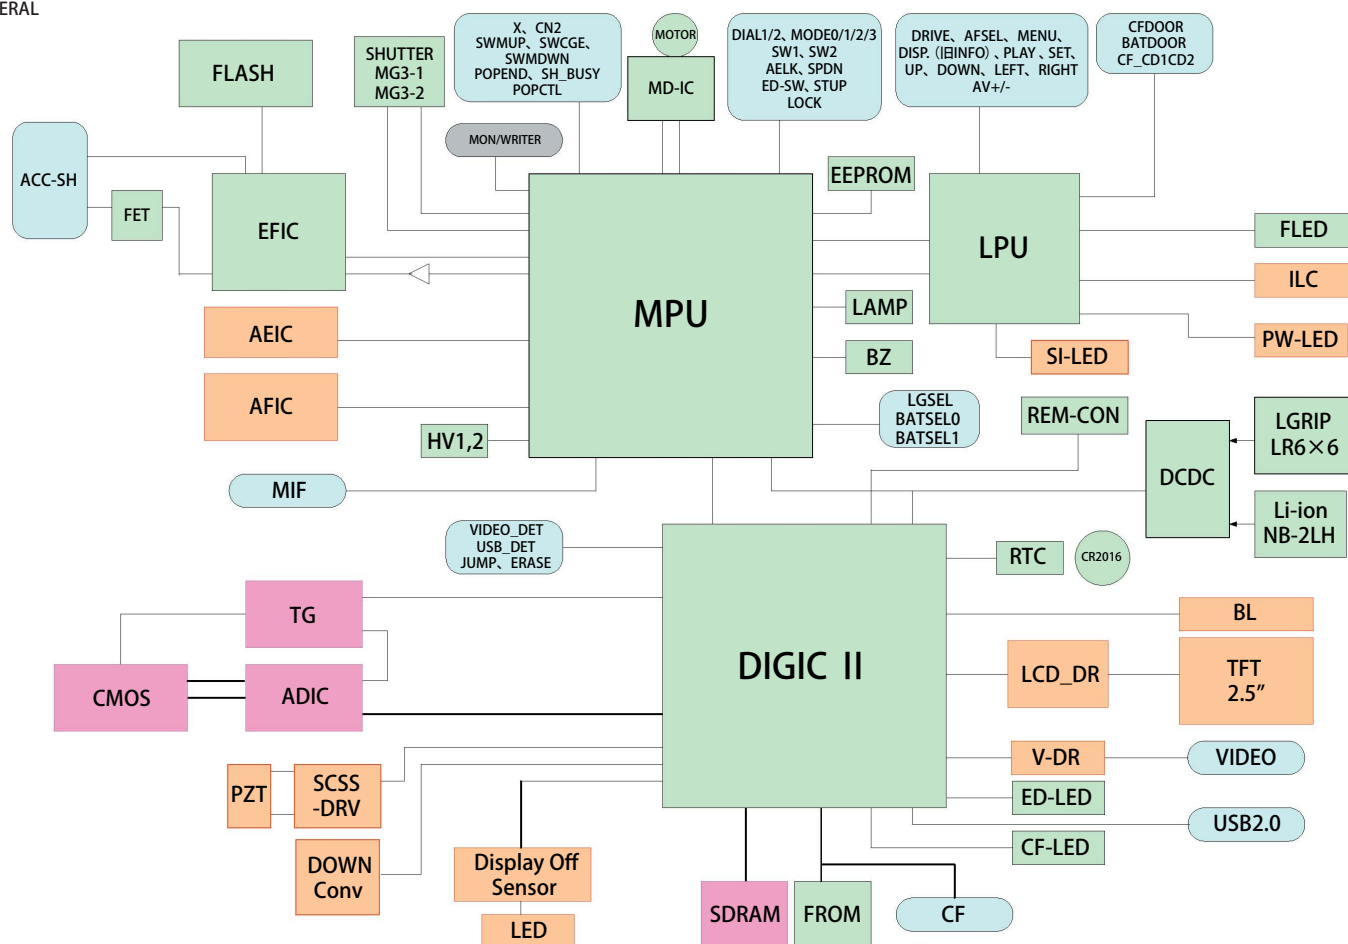 ERAL
FLASH
SHUTTER
MG3-1
MG3-2
X、CN2
SWMUP、SWCGE、
SWMDWN
POPEND、SH_BUSY
POPCTL
MOTOR
MD-IC
DIAL1/2、MODE0/1/2/3
SW1、SW2
AELK、SPDN
ED-SW、STUP
LOCK
DRIVE、AFSEL、MENU、
DISP.（旧INFO）、PLAY、SET、
UP、DOWN、LEFT、RIGHT
AV+/-
CFDOOR
BATDOOR
CF_CD1CD2
MON/WRITER
ACC-SH
FET
EFIC
EEPROM
MPU
LPU
FLED
ILC
PW-LED
AEIC
AFIC
LAMP
BZ
SI-LED
HV1,2
LGSEL
BATSEL0
BATSEL1
REM-CON
DCDC
LGRIP
LR6×6
Li-ion
NB-2LH
MIF
VIDEO_DET
USB_DET
JUMP、ERASE
RTC
CR2016
TG
CMOS
ADIC
DIGIC II
BL
LCD_DR
TFT
2.5″
PZT
SCSS
-DRV
V-DR
VIDEO
ED-LED
USB2.0
CF-LED
DOWN
Conv
Display Off
Sensor
LED
SDRAM
FROM
CF